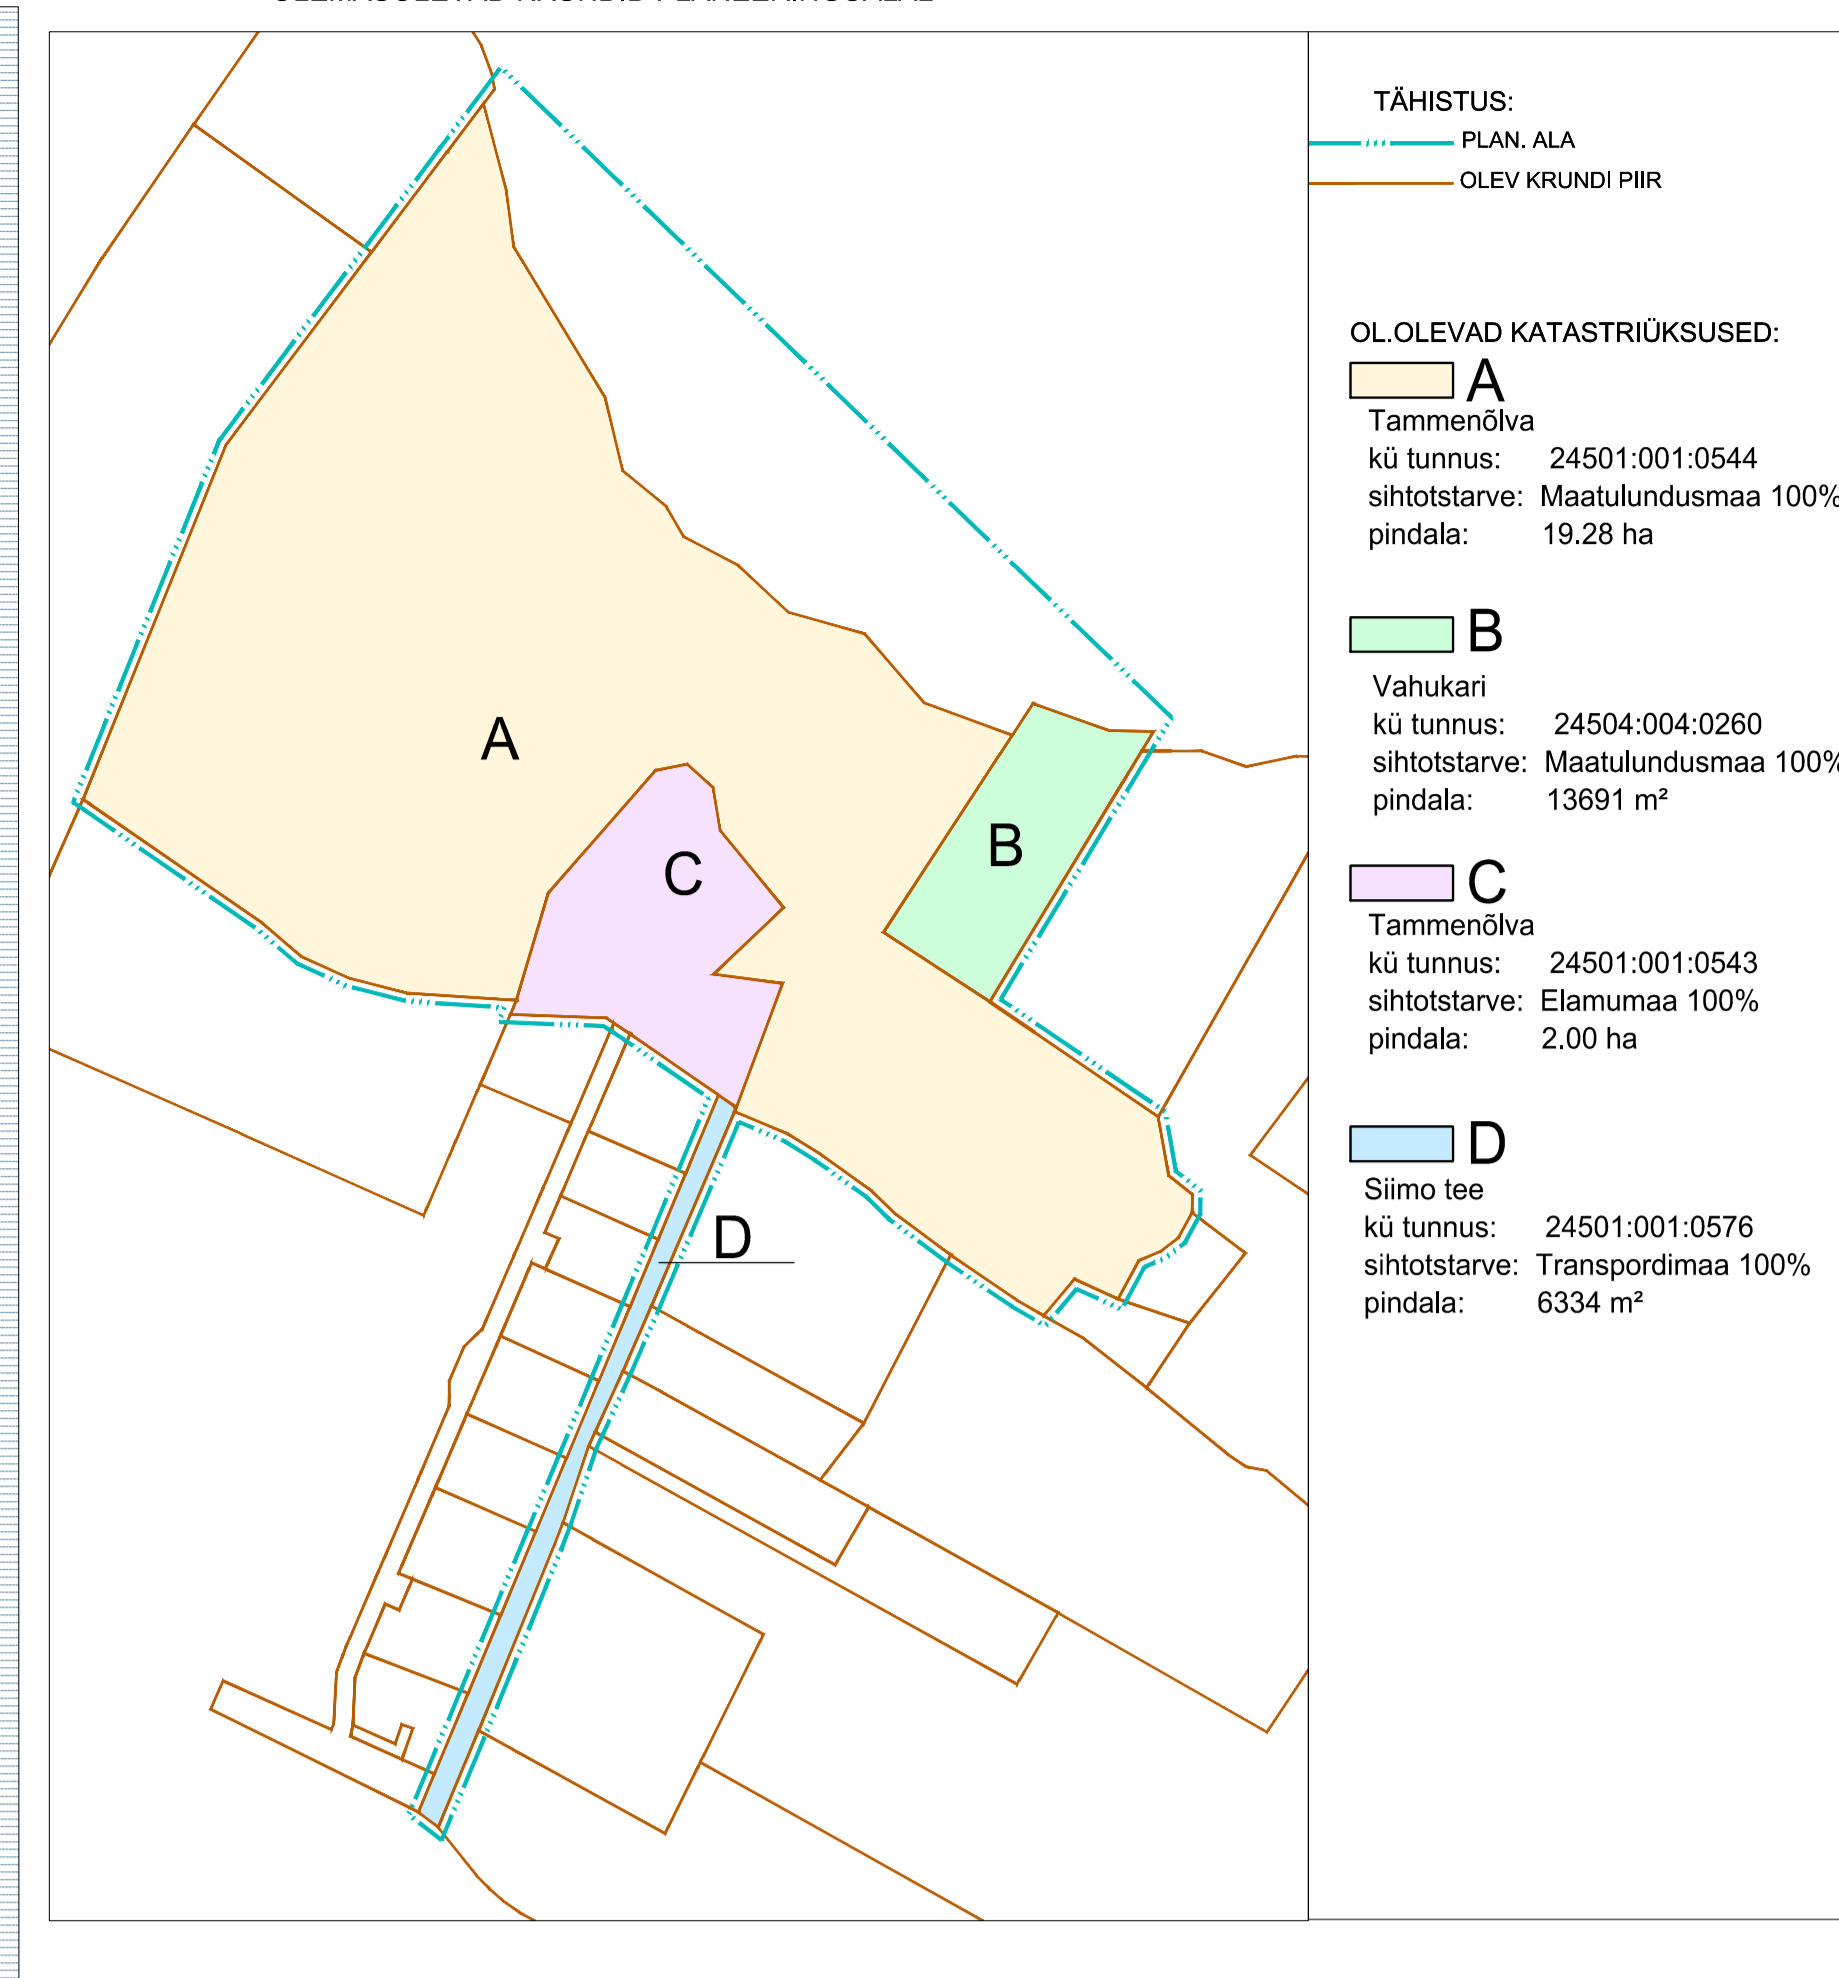 TÄHISTUS:
PLAN. ALA
OLEV KRUNDI PIIR
OL.OLEVAD KATASTRIÜKSUSED:
A
Tammenõlva
kü tunnus: 24501:001:0544
sihtotstarve: Maatulundusmaa 100%
pindala: 19.28 ha
B
Vahukari
kü tunnus: 24504:004:0260
sihtotstarve: Maatulundusmaa 100%
pindala: 13691 m²
C
Tammenõlva
kü tunnus: 24501:001:0543
sihtotstarve: Elamumaa 100%
pindala: 2.00 ha
D
Siimo tee
kü tunnus: 24501:001:0576
sihtotstarve: Transpordimaa 100%
pindala: 6334 m²
A
B
C
D